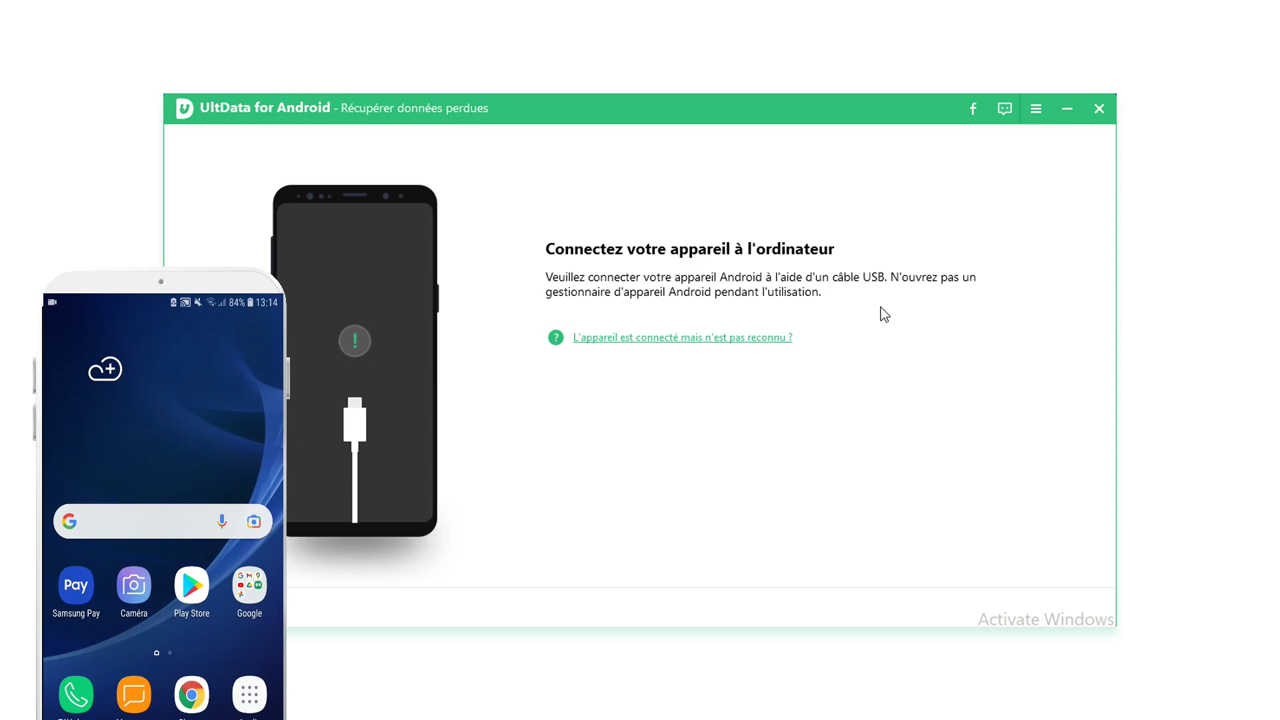 UltData for Android - Récupérer données perdues
Connectez votre appareil à l'ordinateur
Veuillez connecter votre appareil Android à l'aide d'un câble USB. N'ouvrez pas un
gestionnaire d'appareil Android pendant l'utilisation.
? L'appareil est connecté mais n'est pas reconnu ?
84% 13:14
Pay
Samsung Pay Caméra Play Store Google
Activate Windows